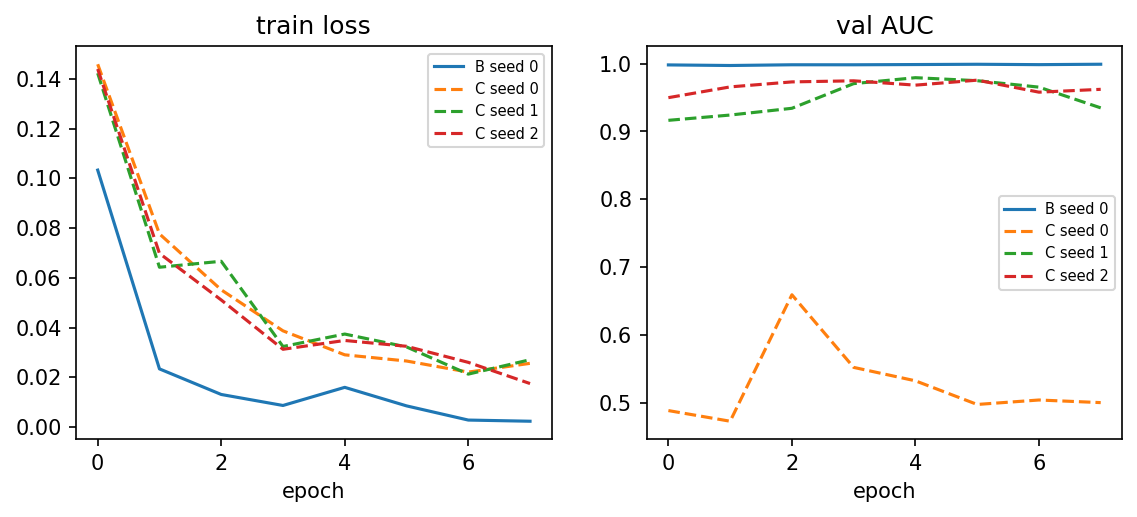 train loss
0.14
0.12
0.10
0.08
0.06
0.04
0.02
0.00
0 2 4 6
epoch
B seed 0
C seed 0
C seed 1
C seed 2
val AUC
1.0
0.9
0.8
0.7
0.6
0.5
0 2 4 6
epoch
B seed 0
C seed 0
C seed 1
C seed 2